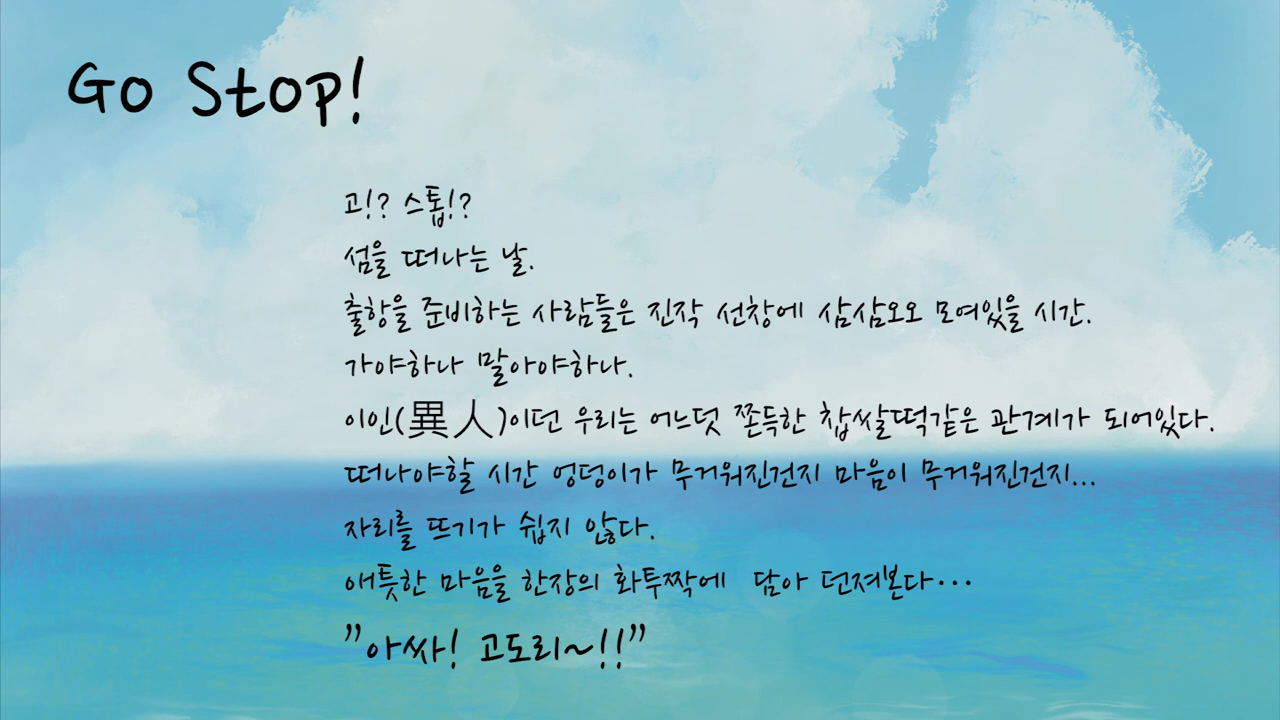 Go Stop!
고!? 스톱!?
섬을 떠나는 날.
출항을 준비하는 사람들은 진작 선창에 삼삼오오 모여있을 시간.
가야하나 말아야하나.
이인(異人)이던 우리는 어느덧 쫀득한 찹쌀떡같은 관계가 되어있다.
떠나야할 시간 엉덩이가 무거워진건지 마음이 무거워진건지...
자리를 뜨기가 쉽지 않다.
애틋한 마음을 한장의 화투짝에 담아 던져본다···
”아싸! 고도리~!!”